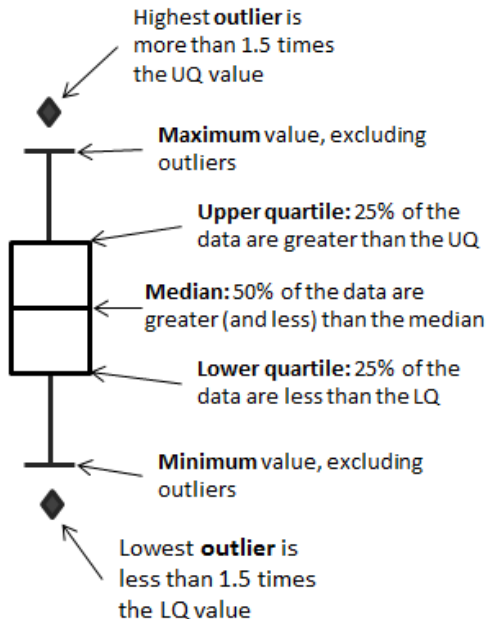 Highest outlier is
more than 1.5 times
the UQ value
Maximum value, excluding
outliers
Upper quartile: 25% of the
data are greater than the UQ
Median: 50% of the data are
greater (and less) than the median
Lower quartile: 25% of the
data are less than the LQ
Minimum value, excluding
outliers
Lowest outlier is
less than 1.5 times
the LQ value